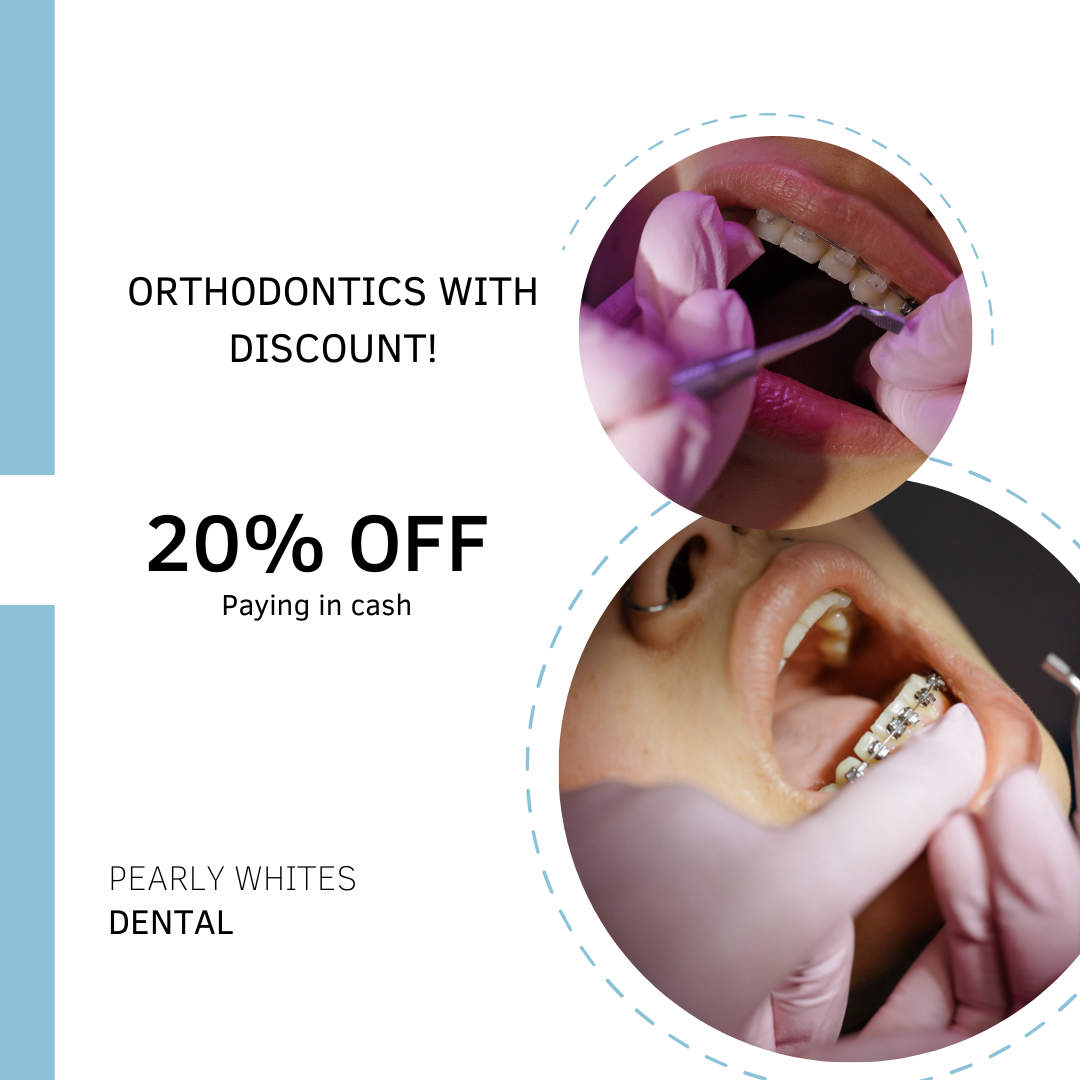 ORTHODONTICS WITH
DISCOUNT!
20% OFF
Paying in cash
PEARLY WHITES
DENTAL